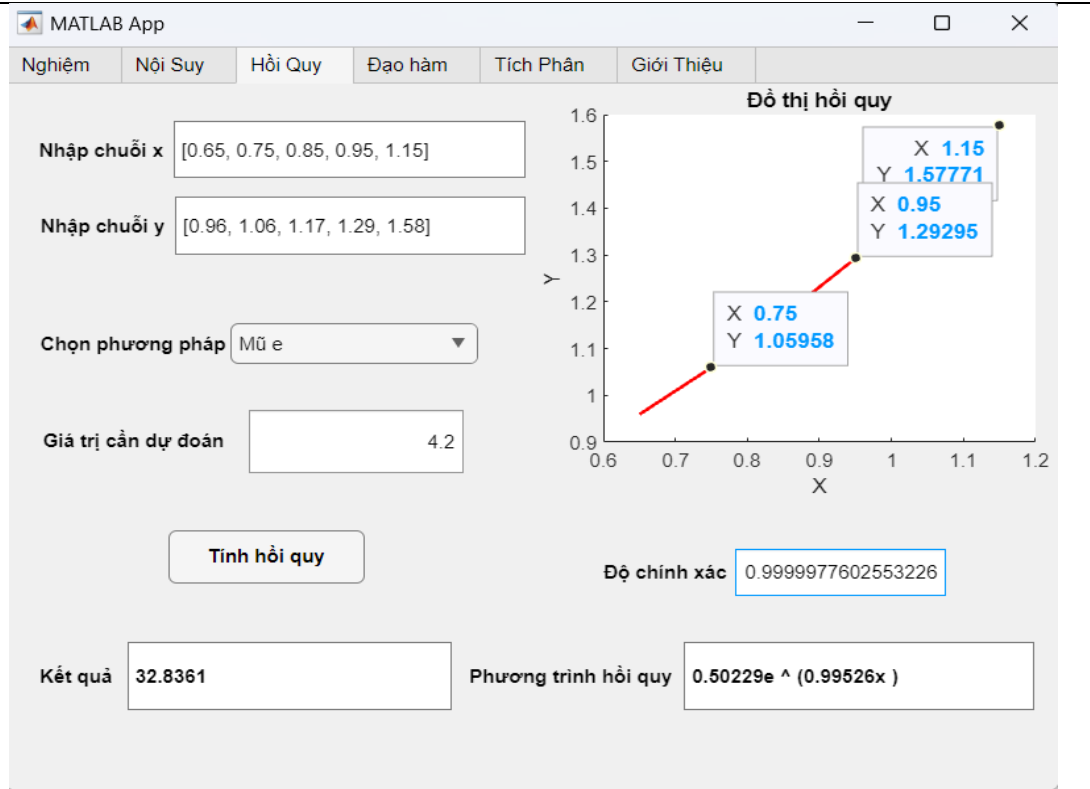 MATLAB App
Nghiệm Nội Suy Hồi Quy Đạo hàm Tích Phân Giới Thiệu
Nhập chuỗi x [0.65, 0.75, 0.85, 0.95, 1.15]
Nhập chuỗi y [0.96, 1.06, 1.17, 1.29, 1.58]
Chọn phương pháp Mũ e
Giá trị cần dự đoán 4.2
Tính hồi quy
Kết quả 32.8361
Đồ thị hồi quy
1.6
1.5
1.4
1.3
1.2
1.1
1
0.9
Y
X 1.15
Y 1.57771
X 0.95
Y 1.29295
X 0.75
Y 1.05958
0.6 0.7 0.8 0.9 1 1.1 1.2
X
Độ chính xác 0.9999977602553226
Phương trình hồi quy 0.50229e ^ (0.99526x )